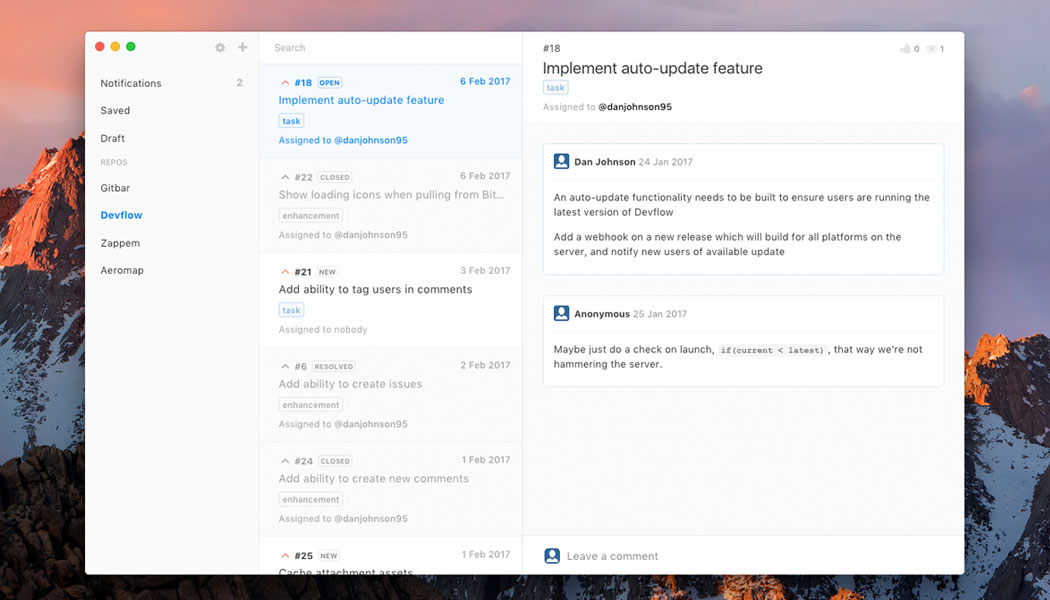 Notifications 2
Saved
Draft
REPOS
Gitbar
Devflow
Zappem
Aeromap
Search
#18 OPEN 6 Feb 2017
Implement auto-update feature
task
Assigned to @danjohnson95
#22 CLOSED 6 Feb 2017
Show loading icons when pulling from Bit...
enhancement
Assigned to @danjohnson95
#21 NEW 3 Feb 2017
Add ability to tag users in comments
task
Assigned to nobody
#6 RESOLVED 2 Feb 2017
Add ability to create issues
enhancement
Assigned to @danjohnson95
#24 CLOSED 1 Feb 2017
Add ability to create new comments
enhancement
Assigned to @danjohnson95
#25 NEW 1 Feb 2017
Cache attachment assets
#18 0 1
Implement auto-update feature
task
Assigned to @danjohnson95
Dan Johnson 24 Jan 2017
An auto-update functionality needs to be built to ensure users are running the
latest version of Devflow
Add a webhook on a new release which will build for all platforms on the
server, and notify new users of available update
Anonymous 25 Jan 2017
Maybe just do a check on launch, if(current < latest), that way we're not
hammering the server.
Leave a comment